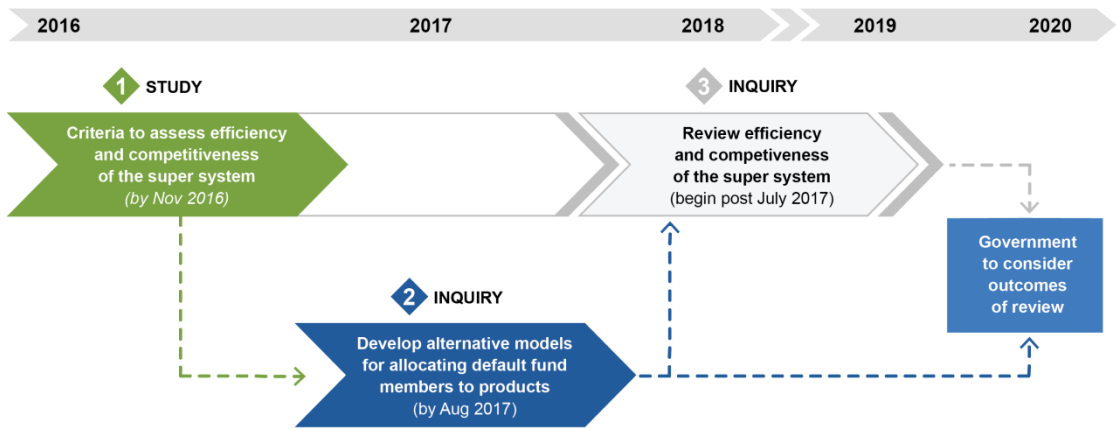 2016 2017 2018 2019 2020
1 STUDY
3 INQUIRY
Criteria to assess efficiency
and competitiveness
of the super system
(by Nov 2016)
Review efficiency
and competiveness
of the super system
(begin post July 2017)
Government
to consider
outcomes
of review
2 INQUIRY
Develop alternative models
for allocating default fund
members to products
(by Aug 2017)